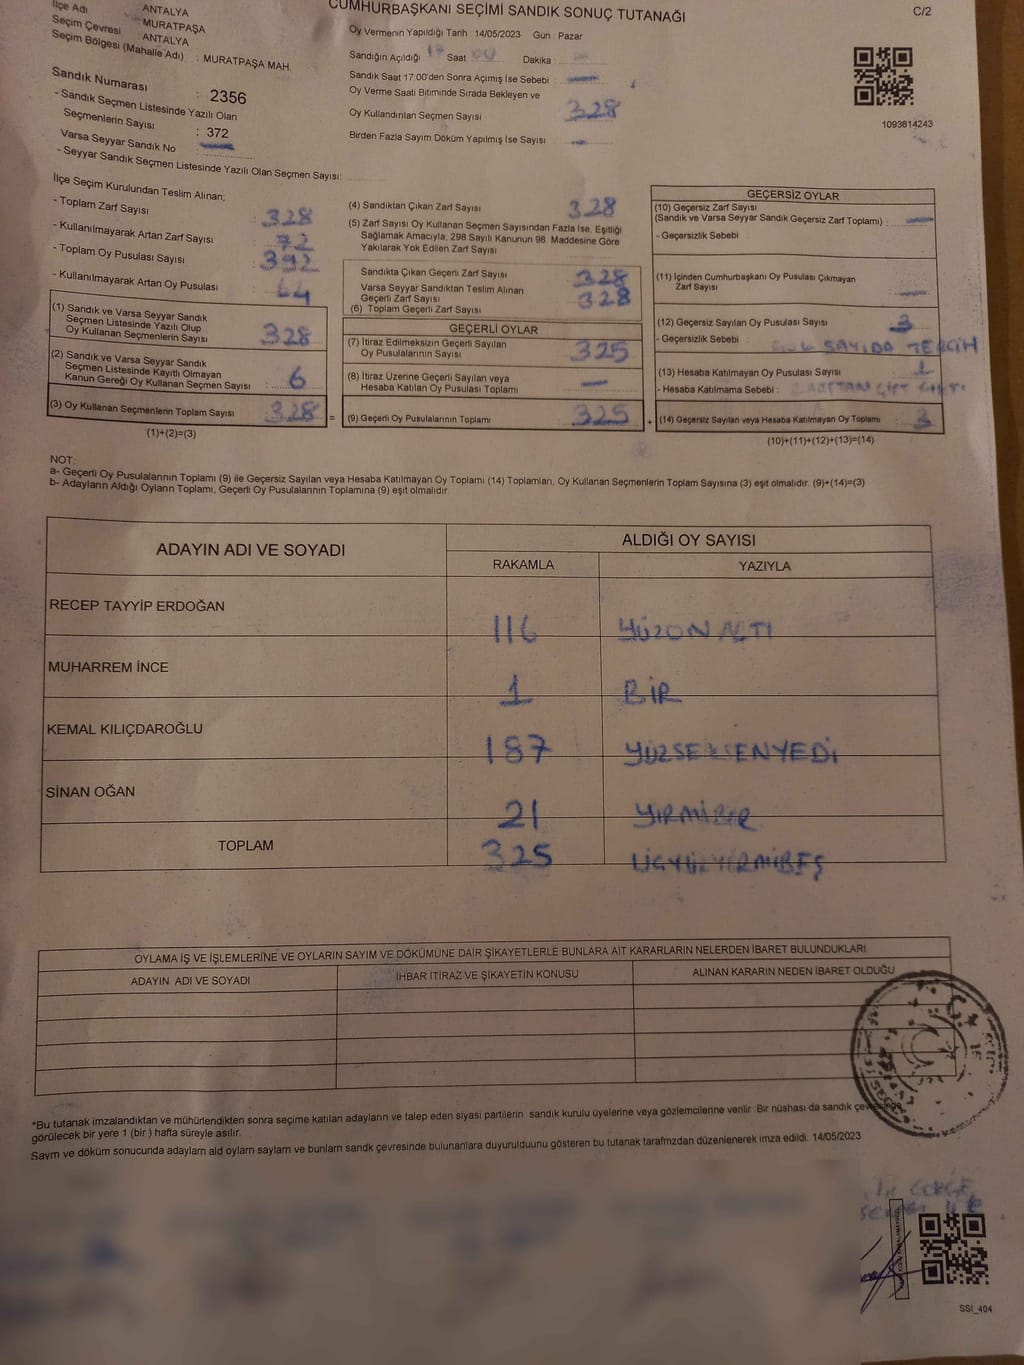 CUMHURBAŞKANI SEÇİMİ SANDIK SONUÇ TUTANAĞI
C/2
İlçe Adı
ANTALYA
Seçim Çevresi : MURATPAŞA
: ANTALYA
Seçim Bölgesi (Mahalle Adı) : MURATPAŞA MAH.
Sandık Numarası : 2356
- Sandık Seçmen Listesinde Yazılı Olan
Seçmenlerin Sayısı : 372
Varsa Seyyar Sandık No :
- Seyyar Sandık Seçmen Listesinde Yazılı Olan Seçmen Sayısı:
Oy Vermenin Yapıldığı Tarih 14/05/2023 Gün : Pazar
Sandığın Açıldığı Saat Dakika
Sandık Saat 17:00'den Sonra Açımış İse Sebebi :
Oy Verme Saati Bitiminde Sırada Bekleyen ve
Oy Kullandırılan Seçmen Sayısı 328
Birden Fazla Sayım Döküm Yapılmış İse Sayısı
1093814243
İlçe Seçim Kurulundan Teslim Alınan;
- Toplam Zarf Sayısı : 328
- Kullanılmayarak Artan Zarf Sayısı : 72
- Toplam Oy Pusulası Sayısı : 392
- Kullanılmayarak Artan Oy Pusulası : 64
(1) Sandık ve Varsa Seyyar Sandık
Seçmen Listesinde Yazılı Olup
Oy Kullanan Seçmenlerin Sayısı : 328
(2) Sandık ve Varsa Seyyar Sandık
Seçmen Listesinde Kayıtlı Olmayan
Kanun Gereği Oy Kullanan Seçmen Sayısı : 6
(3) Oy Kullanan Seçmenlerin Toplam Sayısı : 328 =
(1)+(2)=(3)
(4) Sandıktan Çıkan Zarf Sayısı 328
(5) Zarf Sayısı Oy Kullanan Seçmen Sayısından Fazla İse, Eşitliği
Sağlamak Amacıyla, 298 Sayılı Kanunun 98. Maddesine Göre
Yakılarak Yok Edilen Zarf Sayısı
Sandıkta Çıkan Geçerli Zarf Sayısı 328
Varsa Seyyar Sandıktan Teslim Alınan
Geçerli Zarf Sayısı 328
(6) Toplam Geçerli Zarf Sayısı
GEÇERLİ OYLAR
(7) İtiraz Edilmeksizin Geçerli Sayılan
Oy Pusulalarının Sayısı 325
(8) İtiraz Üzerine Geçerli Sayılan veya
Hesaba Katılan Oy Pusulası Toplamı —
(9) Geçerli Oy Pusulalarının Toplamı 325 +
GEÇERSİZ OYLAR
(10) Geçersiz Zarf Sayısı
(Sandık ve Varsa Seyyar Sandık Geçersiz Zarf Toplamı) : —
- Geçersizlik Sebebi :
(11) İçinden Cumhurbaşkanı Oy Pusulası Çıkmayan
Zarf Sayısı : —
(12) Geçersiz Sayılan Oy Pusulası Sayısı : 3
- Geçersizlik Sebebi : SAYIDA TERCİH
(13) Hesaba Katılmayan Oy Pusulası Sayısı : 1
- Hesaba Katılmama Sebebi : ZARFTAN ÇİFT ÇIKTI
(14) Geçersiz Sayılan veya Hesaba Katılmayan Oy Toplamı : 3
(10)+(11)+(12)+(13)=(14)
NOT:
a- Geçerli Oy Pusulalarının Toplamı (9) ile Geçersiz Sayılan veya Hesaba Katılmayan Oy Toplamı (14) Toplamları, Oy Kullanan Seçmenlerin Toplam Sayısına (3) eşit olmalıdır. (9)+(14)=(3)
b- Adayların Aldığı Oyların Toplamı, Geçerli Oy Pusulalarının Toplamına (9) eşit olmalıdır
ADAYIN ADI VE SOYADI
ALDIĞI OY SAYISI
RAKAMLA YAZIYLA
RECEP TAYYİP ERDOĞAN 116 YÜZONALTI
MUHARREM İNCE 1 BİR
KEMAL KILIÇDAROĞLU 187 YÜZSEKSENYEDİ
SİNAN OĞAN 21 YİRMİBİR
TOPLAM 325 ÜÇYÜZYİRMİBEŞ
OYLAMA İŞ VE İŞLEMLERİNE VE OYLARIN SAYIM VE DÖKÜMÜNE DAİR ŞİKAYETLERLE BUNLARA AİT KARARLARIN NELERDEN İBARET BULUNDUKLARI
ADAYIN ADI VE SOYADI İHBAR İTİRAZ VE ŞİKAYETİN KONUSU ALINAN KARARIN NEDEN İBARET OLDUĞU
*Bu tutanak imzalandıktan ve mühürlendikten sonra seçime katılan adayların ve talep eden siyasi partilerin sandık kurulu üyelerine veya gözlemcilerine verilir. Bir nüshası da sandık çevresinde
görülecek bir yere 1 (bir ) hafta süreyle asılır.
Sayım ve döküm sonucunda adayların ald oyların sayları ve bunların sandk çevresinde bulunanlara duyurulduunu gösteren bu tutanak tarafmzdan düzenlenerek imza edildi. 14/05/2023
SSİ_404